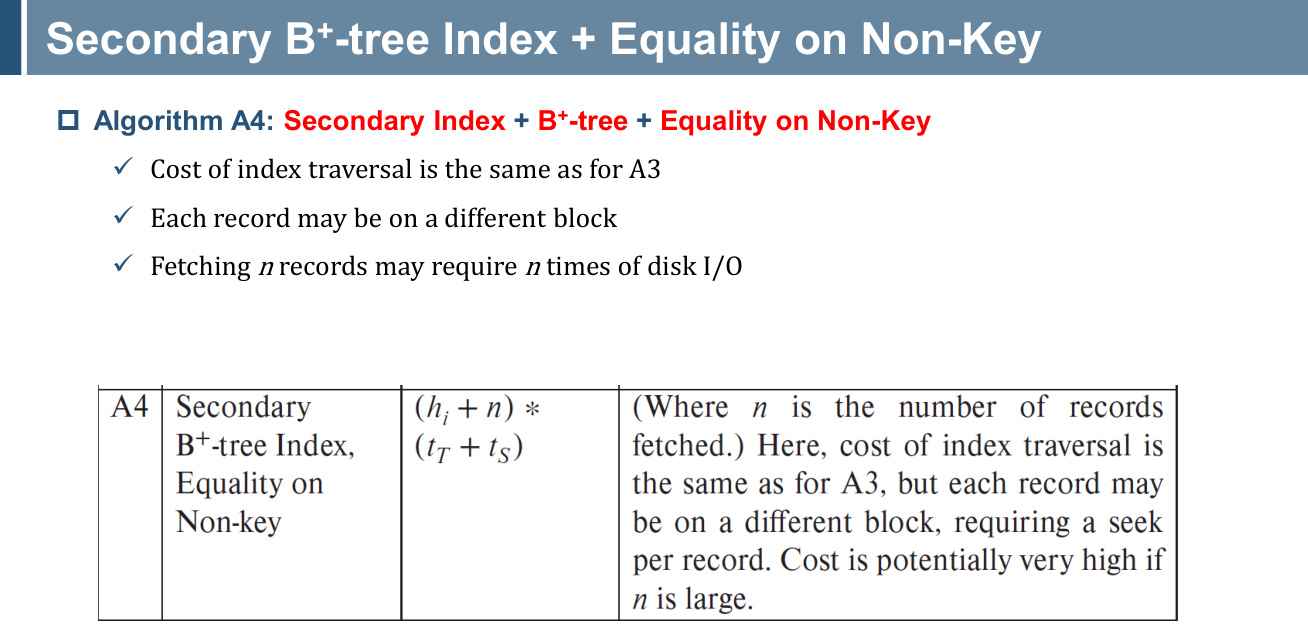 Secondary B⁺-tree Index + Equality on Non-Key
Algorithm A4: Secondary Index + B⁺-tree + Equality on Non-Key
✓ Cost of index traversal is the same as for A3
✓ Each record may be on a different block
✓ Fetching n records may require n times of disk I/O
A4
Secondary
B⁺-tree Index,
Equality on
Non-key
(hᵢ + n) *
(t_T + t_S)
(Where n is the number of records
fetched.) Here, cost of index traversal is
the same as for A3, but each record may
be on a different block, requiring a seek
per record. Cost is potentially very high if
n is large.